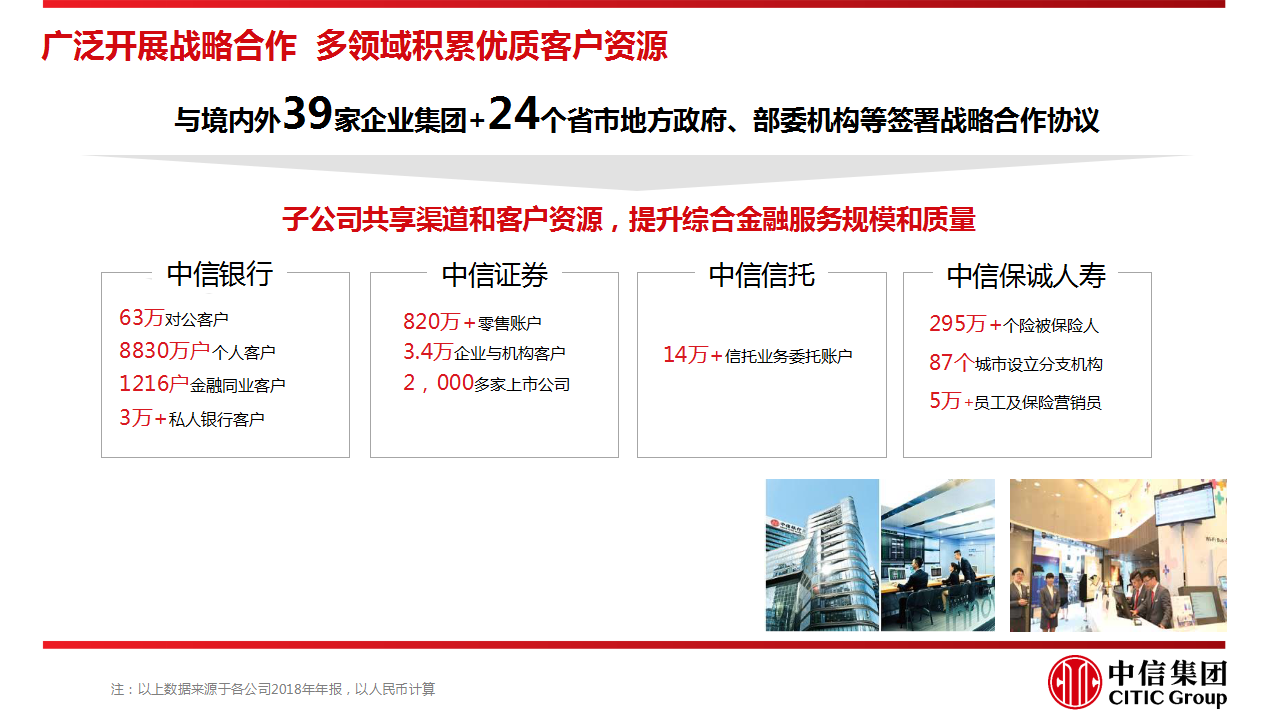 广泛开展战略合作 多领域积累优质客户资源
与境内外39家企业集团+24个省市地方政府、部委机构等签署战略合作协议
子公司共享渠道和客户资源，提升综合金融服务规模和质量
中信银行
63万对公客户
8830万户个人客户
1216户金融同业客户
3万+私人银行客户
中信证券
820万+零售账户
3.4万企业与机构客户
2，000多家上市公司
中信信托
14万+信托业务委托账户
中信保诚人寿
295万+个险被保险人
87个城市设立分支机构
5万+员工及保险营销员
中信银行
inno
注：以上数据来源于各公司2018年年报，以人民币计算
中信集团
CITIC Group